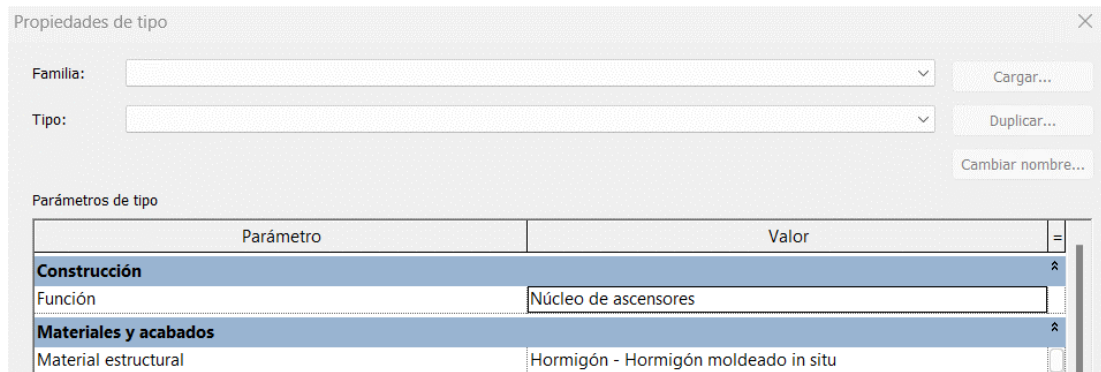 Propiedades de tipo
Familia:
Cargar...
Tipo:
Duplicar...
Cambiar nombre...
Parámetros de tipo
Parámetro Valor =
Construcción
Función Núcleo de ascensores
Materiales y acabados
Material estructural Hormigón - Hormigón moldeado in situ